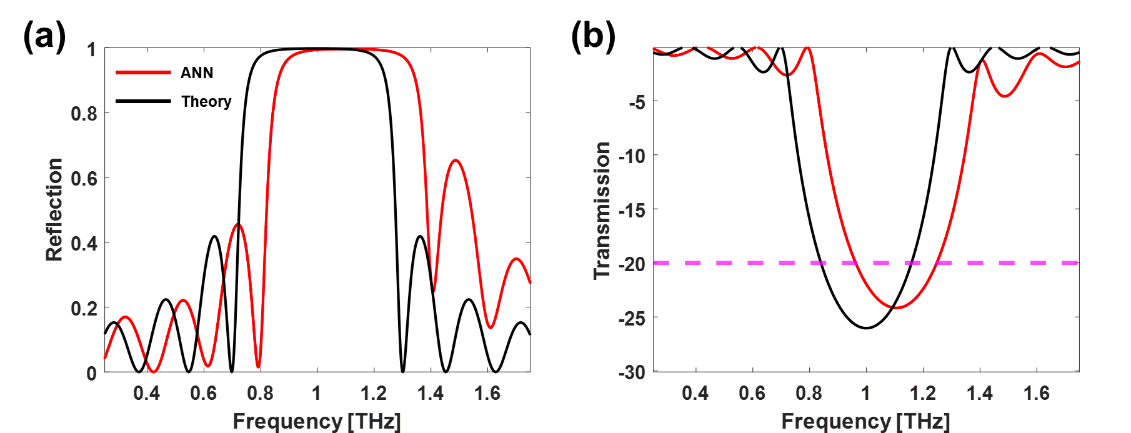 (a)
1
0.8
0.6
0.4
0.2
0
Reflection
ANN
Theory
0.4 0.6 0.8 1 1.2 1.4 1.6
Frequency [THz]
(b)
-5
-10
-15
-20
-25
-30
Transmission
0.4 0.6 0.8 1 1.2 1.4 1.6
Frequency [THz]